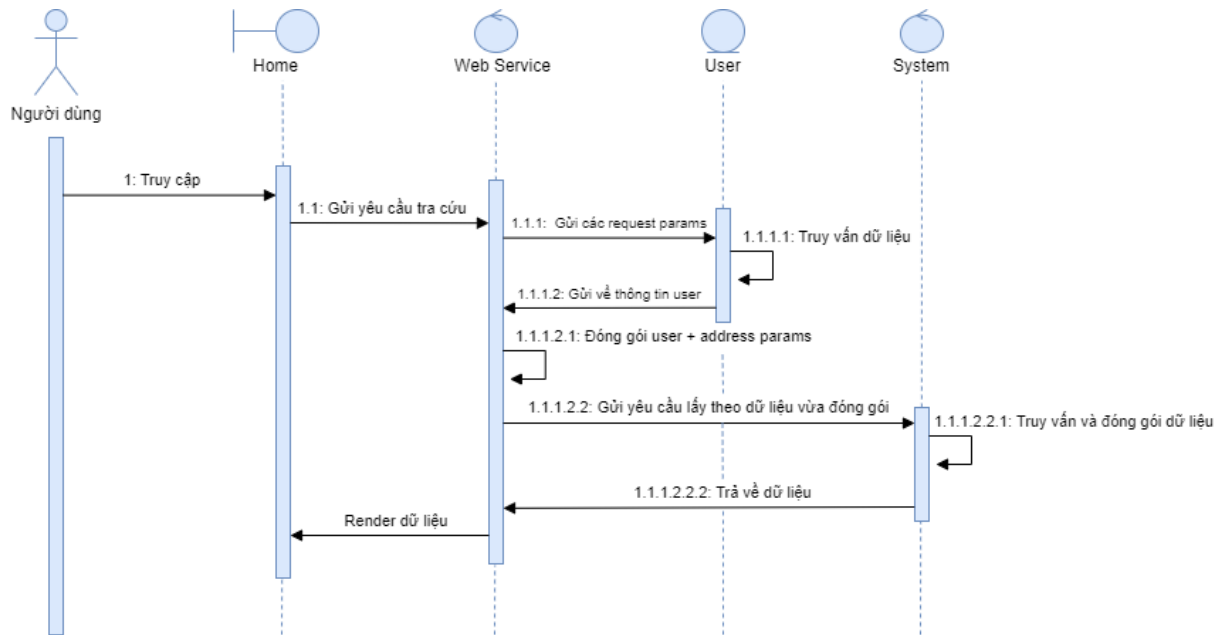 Home
Web Service
User
System
Người dùng
1: Truy cập
1.1: Gửi yêu cầu tra cứu
1.1.1: Gửi các request params
1.1.1.1: Truy vấn dữ liệu
1.1.1.2: Gửi về thông tin user
1.1.1.2.1: Đóng gói user + address params
1.1.1.2.2: Gửi yêu cầu lấy theo dữ liệu vừa đóng gói
1.1.1.2.2.1: Truy vấn và đóng gói dữ liệu
1.1.1.2.2.2: Trả về dữ liệu
Render dữ liệu